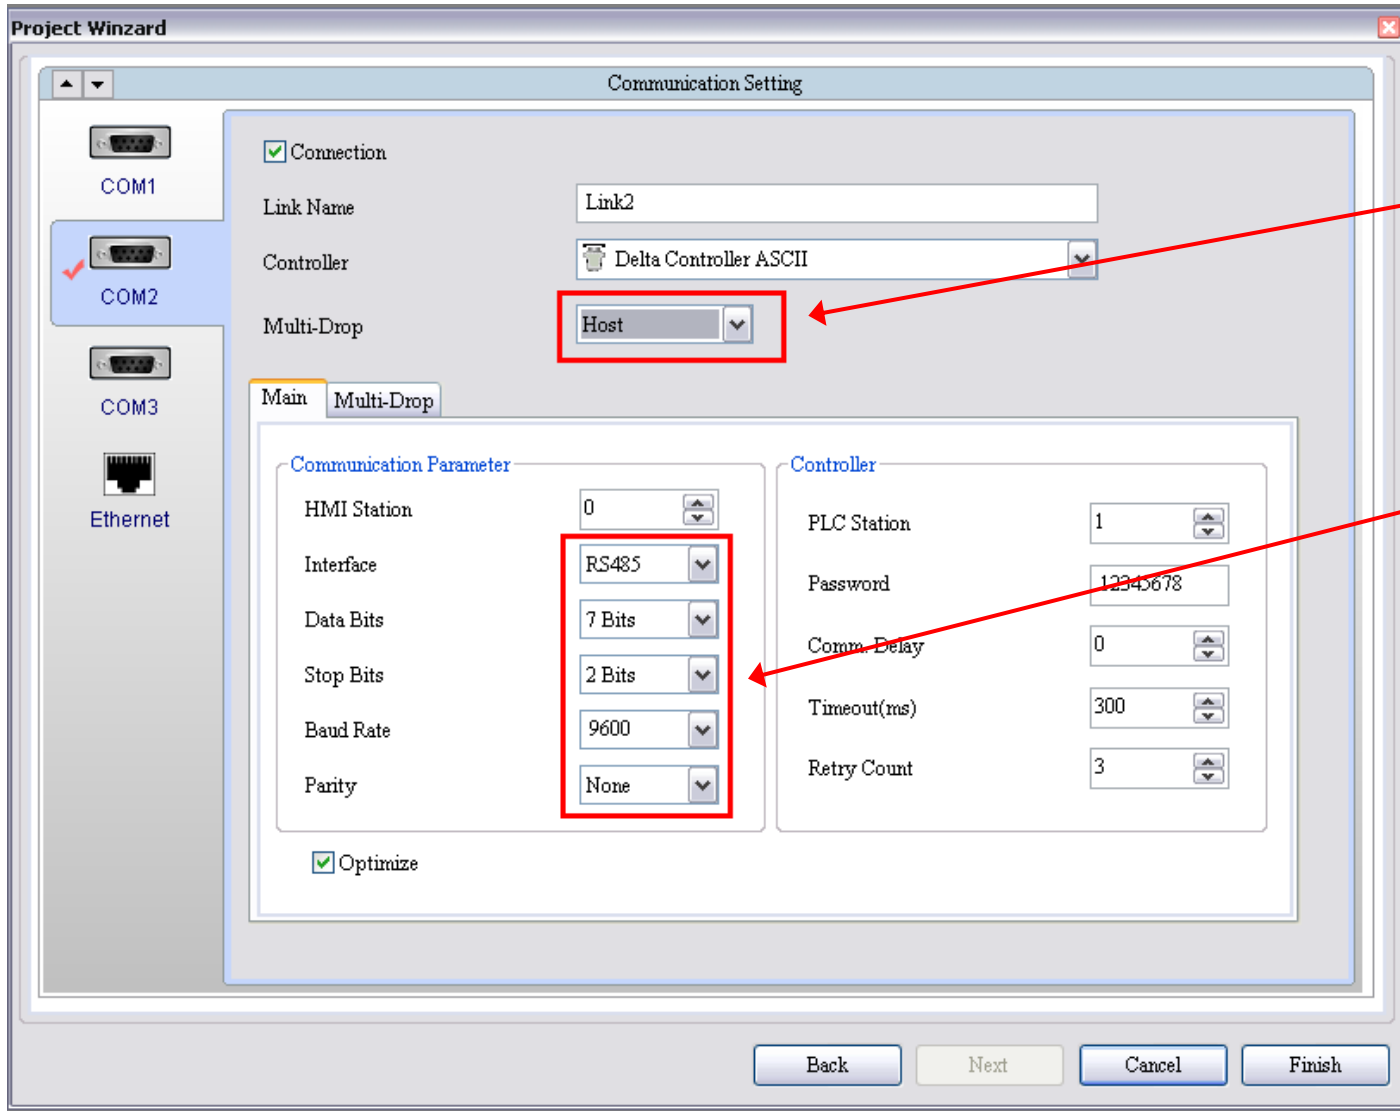 Project Winzard
Communication Setting
COM1
COM2
COM3
Ethernet
Connection
Link Name
Link2
Controller
Delta Controller ASCII
Multi-Drop
Host
Main
Multi-Drop
Communication Parameter
HMI Station
0
Interface
RS485
Data Bits
7 Bits
Stop Bits
2 Bits
Baud Rate
9600
Parity
None
Controller
PLC Station
1
Password
12345678
Comm. Delay
0
Timeout(ms)
300
Retry Count
3
Optimize
Back
Next
Cancel
Finish